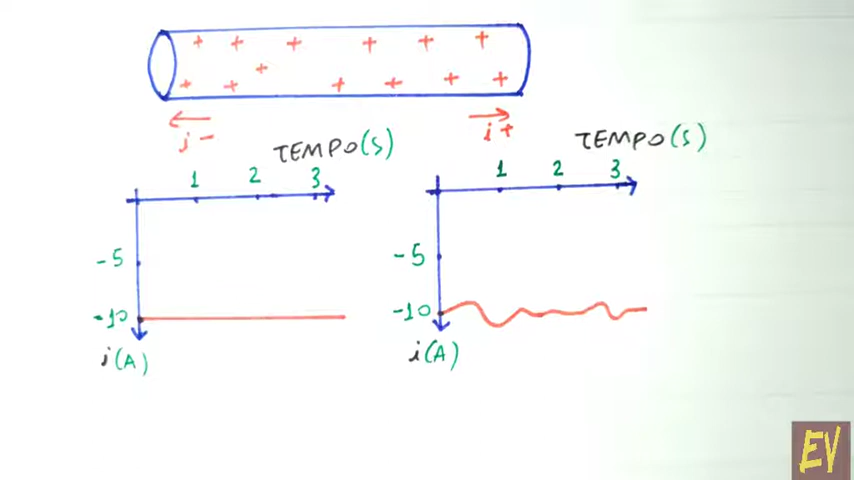 + + + + + +
+ + + + + + +
i- i+
TEMPO(S)
1 2 3
-5
-10
i(A)
TEMPO(S)
1 2 3
-5
-10
i(A)
EV